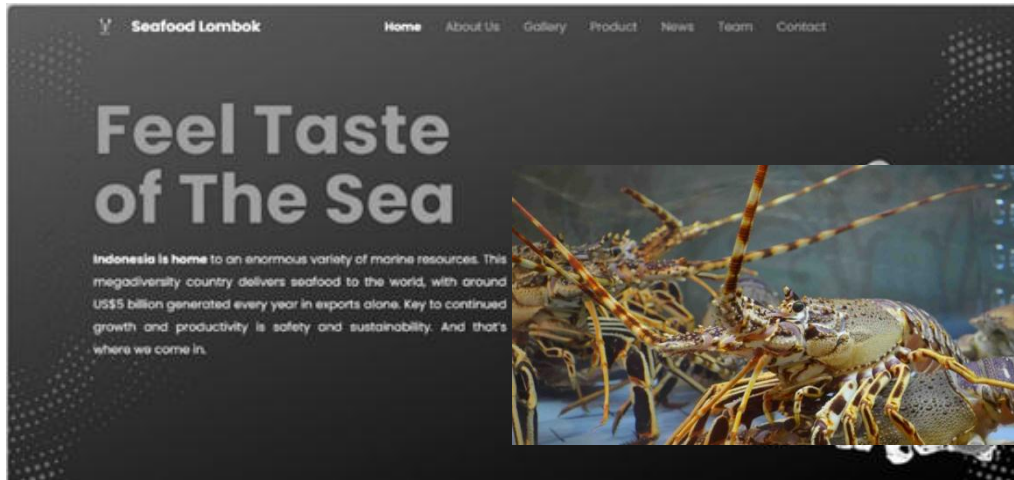 Seafood Lombok
Home About Us Gallery Product News Team Contact
Feel Taste
of The Sea
Indonesia is home to an enormous variety of marine resources. This
megadiversity country delivers seafood to the world, with around
US$5 billion generated every year in exports alone. Key to continued
growth and productivity is safety and sustainability. And that's
where we come in.